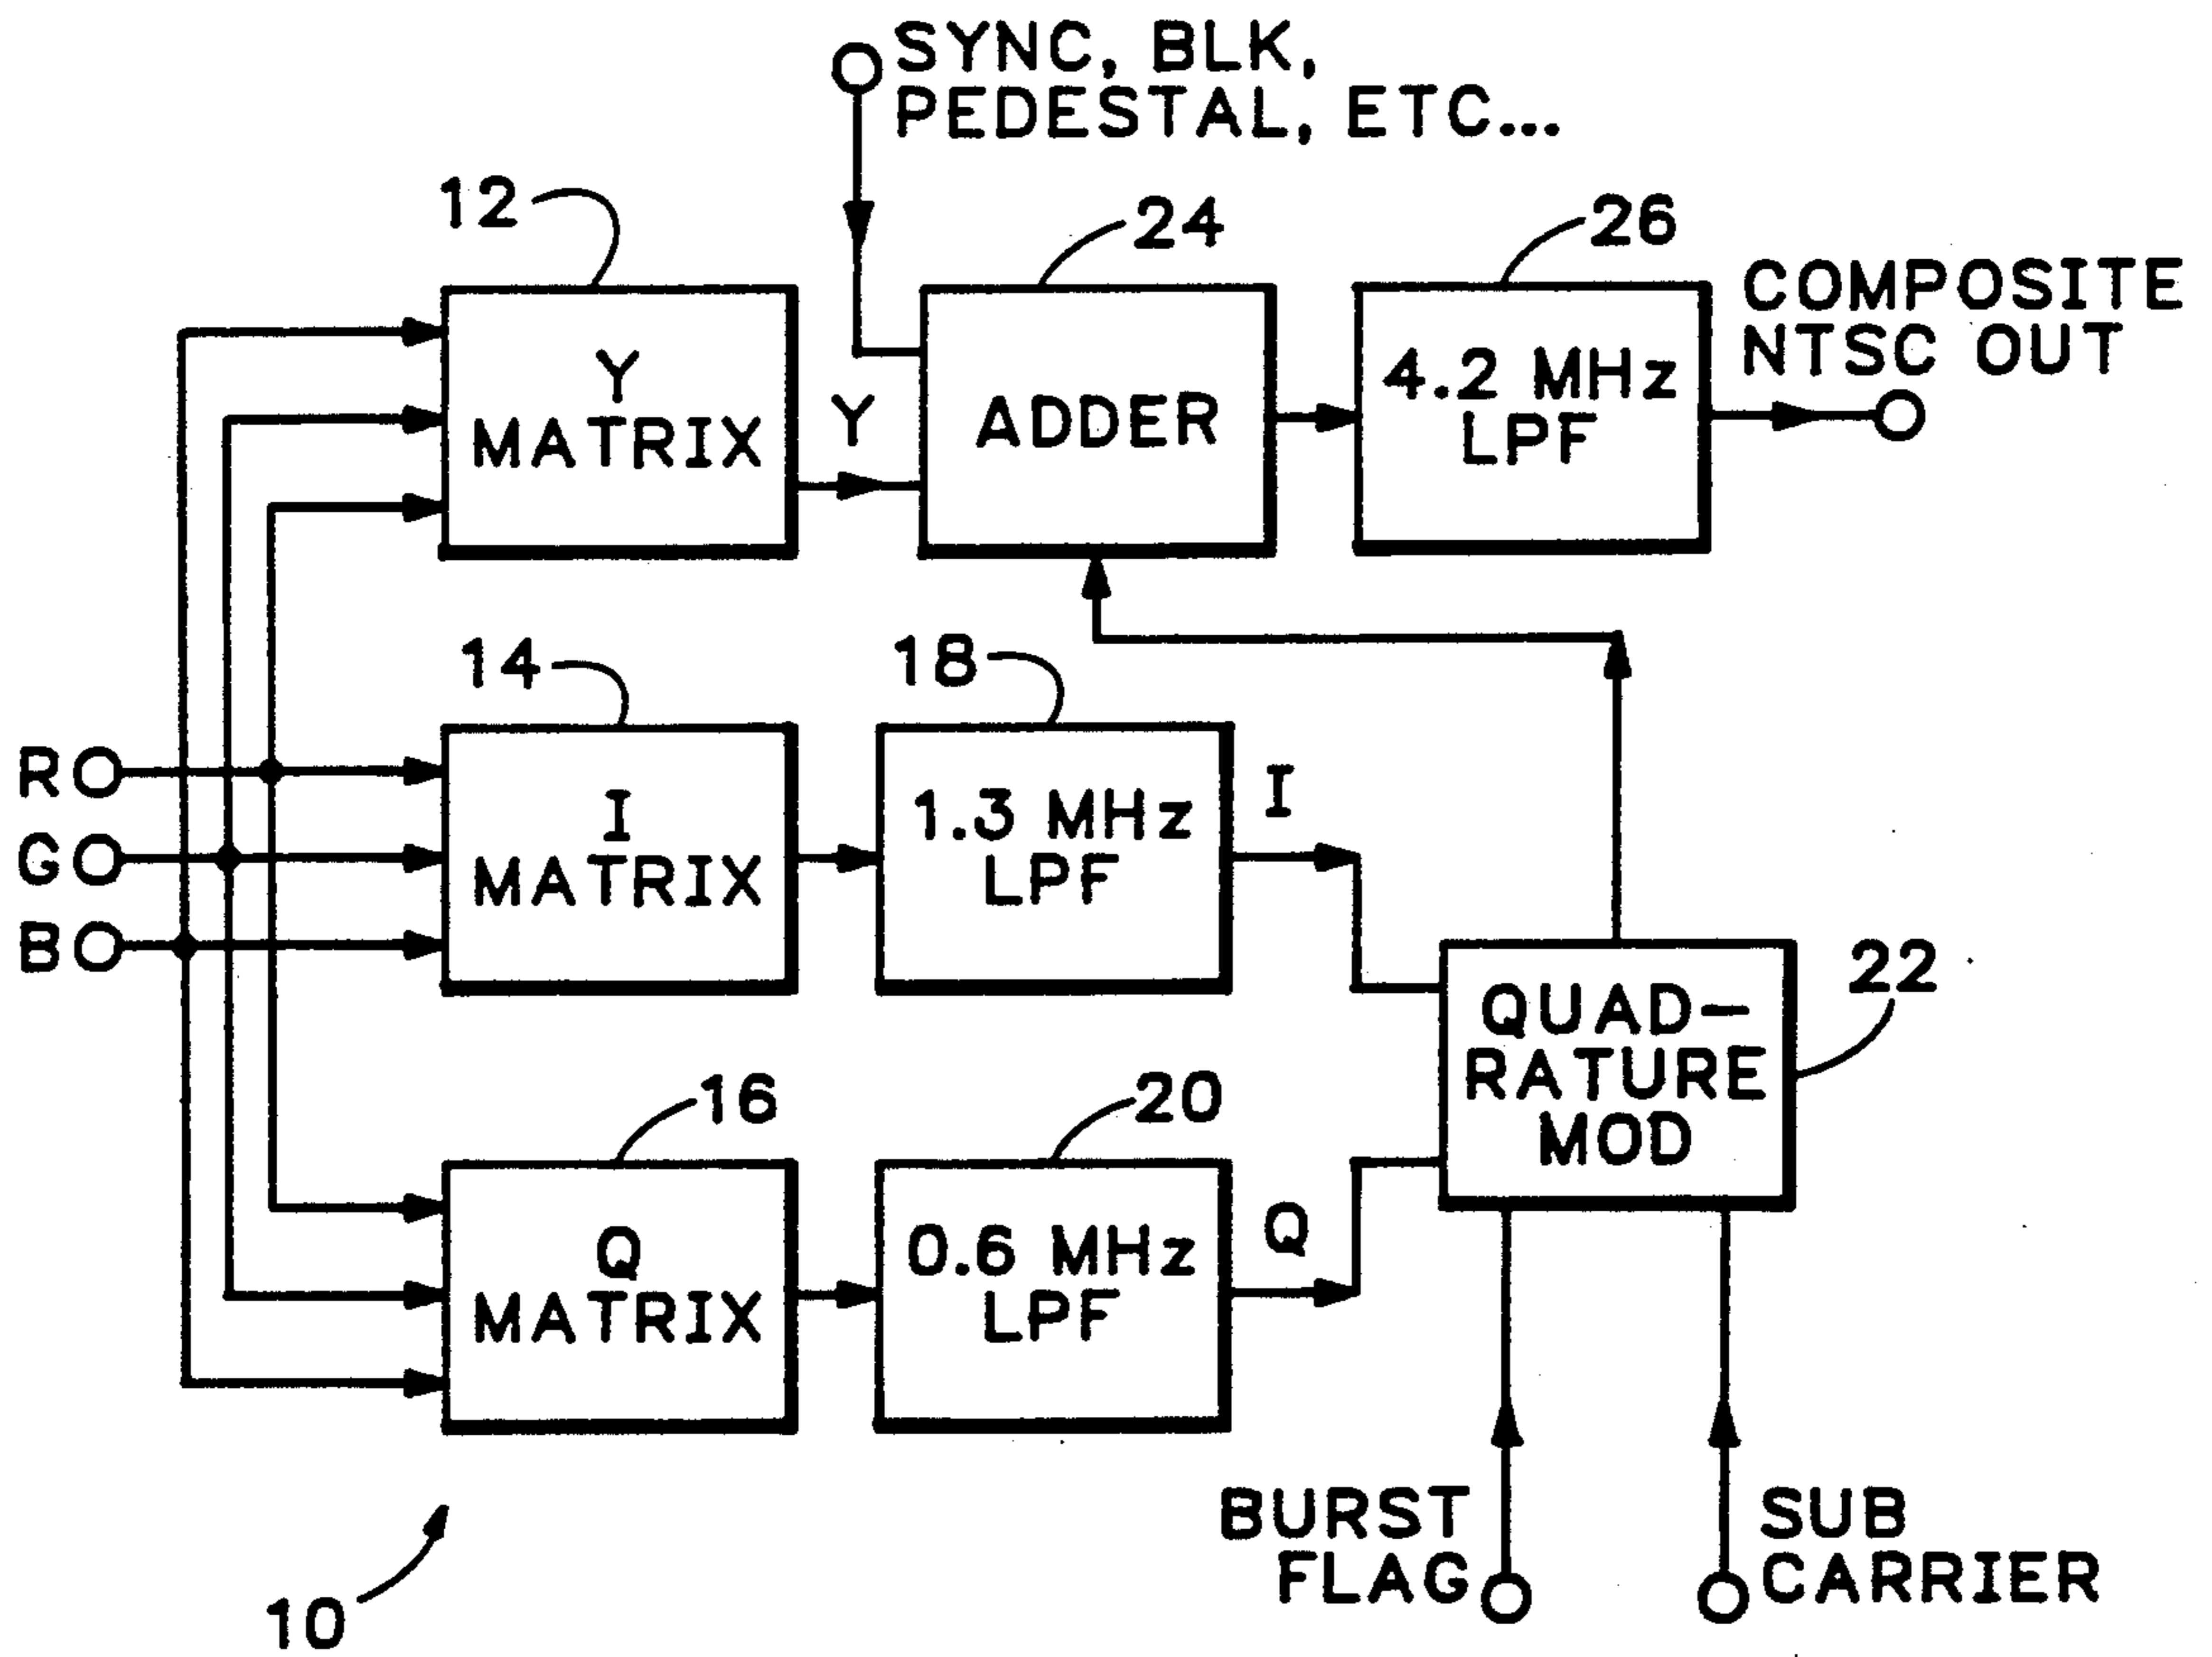 SYNC, BLK,
PEDESTAL, ETC...
12
24
26
COMPOSITE
NTSC OUT
Y
MATRIX
Y
ADDER
4.2 MHz
LPF
14
18
R
G
B
I
MATRIX
1.3 MHz
LPF
I
22
QUAD-
RATURE
MOD
16
20
Q
MATRIX
0.6 MHz
LPF
Q
BURST
FLAG
SUB
CARRIER
10